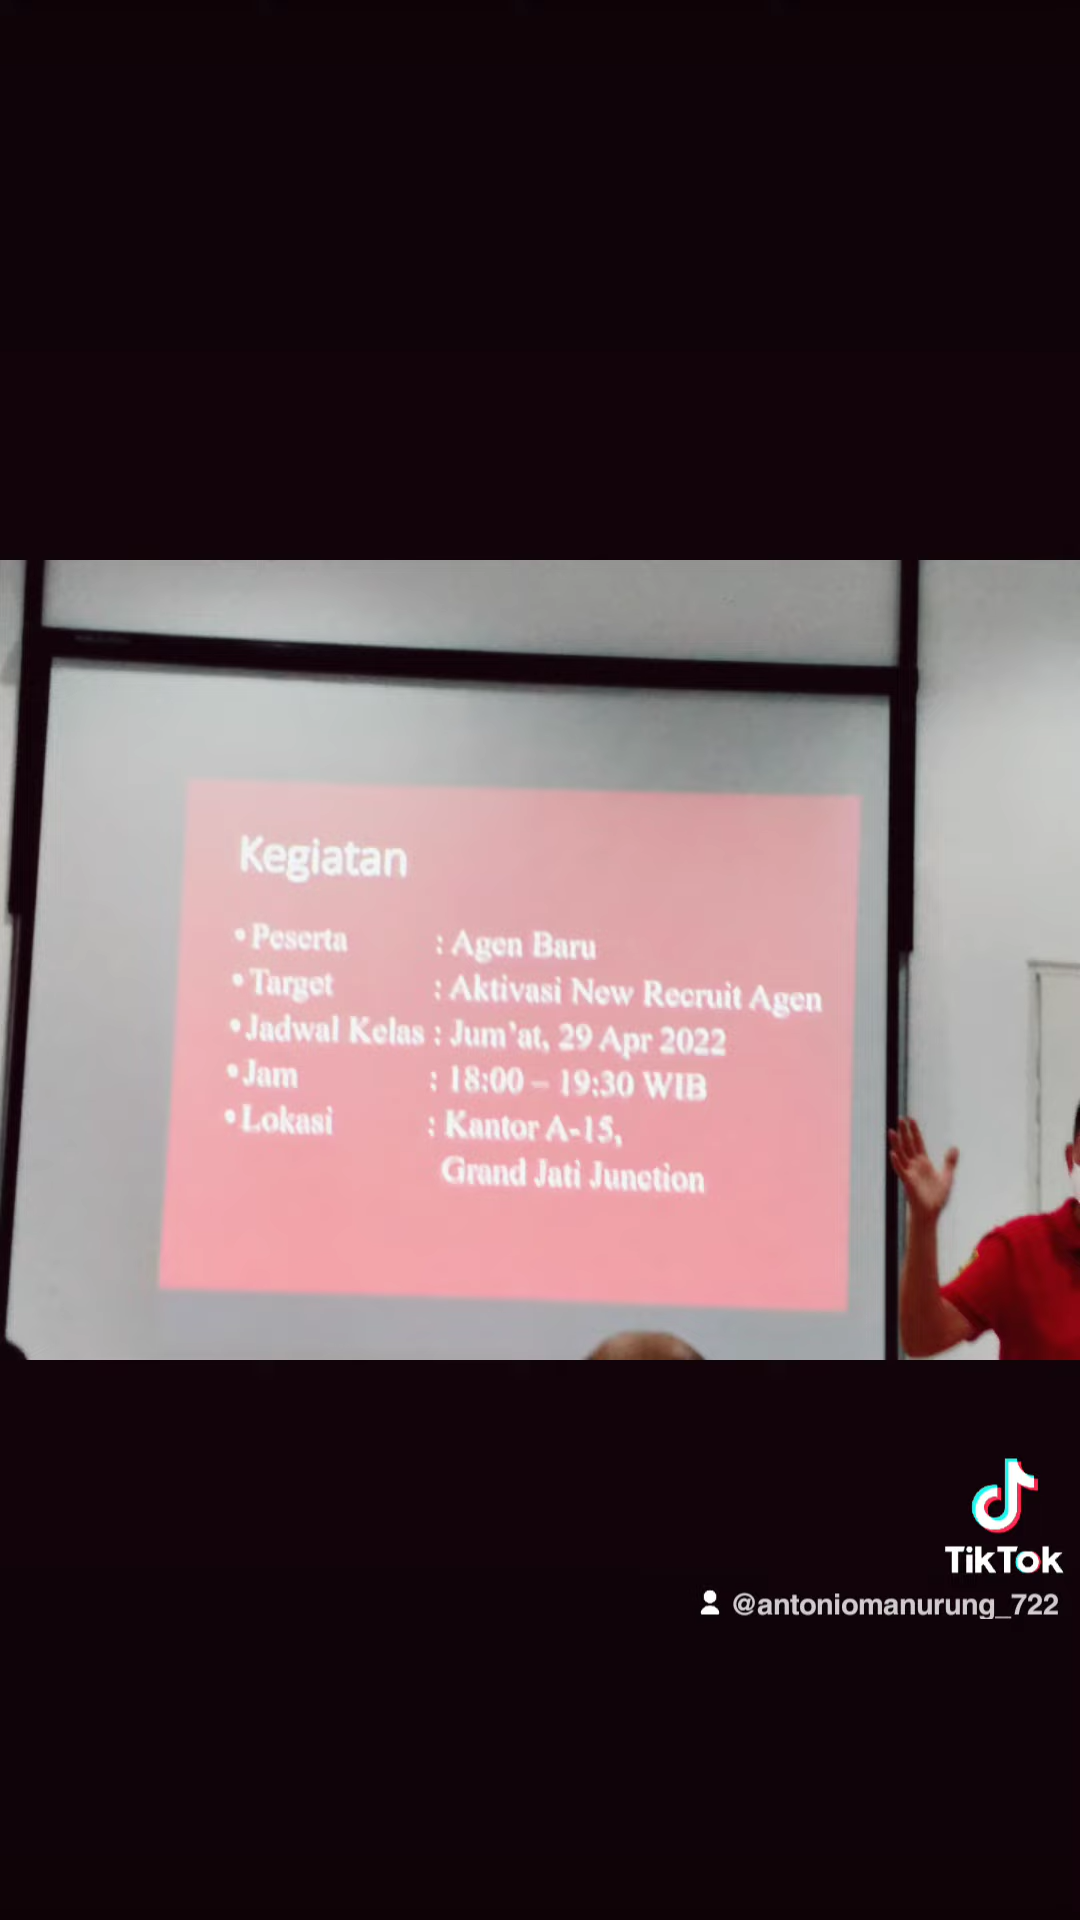 Kegiatan
• Peserta : Agen Baru
• Target : Aktivasi New Recruit Agen
• Jadwal Kelas : Jum'at, 29 Apr 2022
• Jam : 18:00 – 19:30 WIB
• Lokasi : Kantor A-15,
Grand Jati Junction
TikTok
@antoniomanurung_722